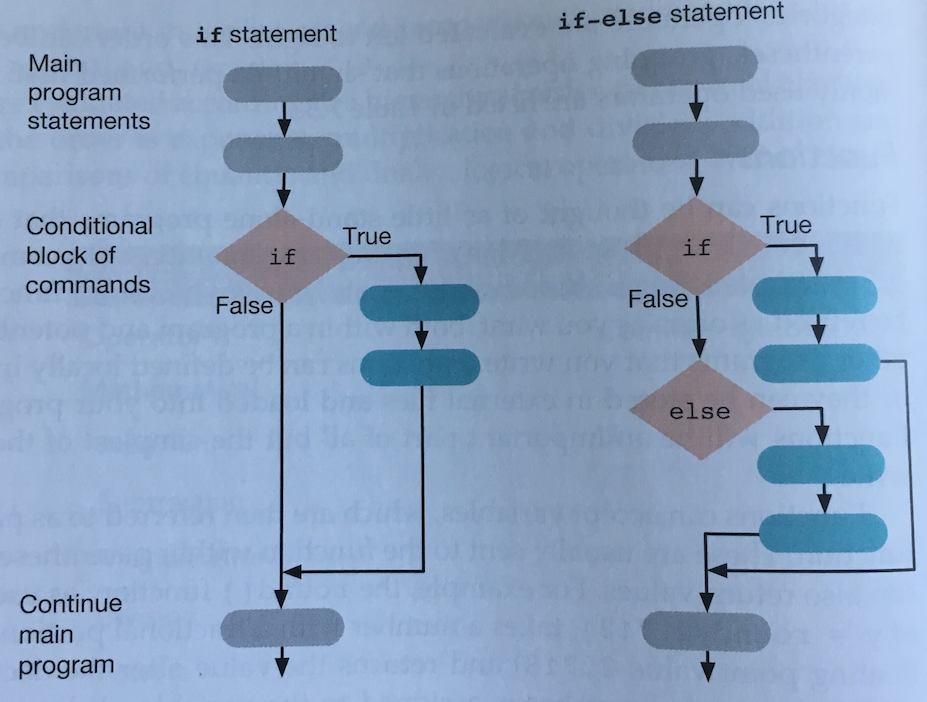 if statement
if-else statement
Main
program
statements
Conditional
block of
commands
if
True
False
if
True
False
else
Continue
main
program